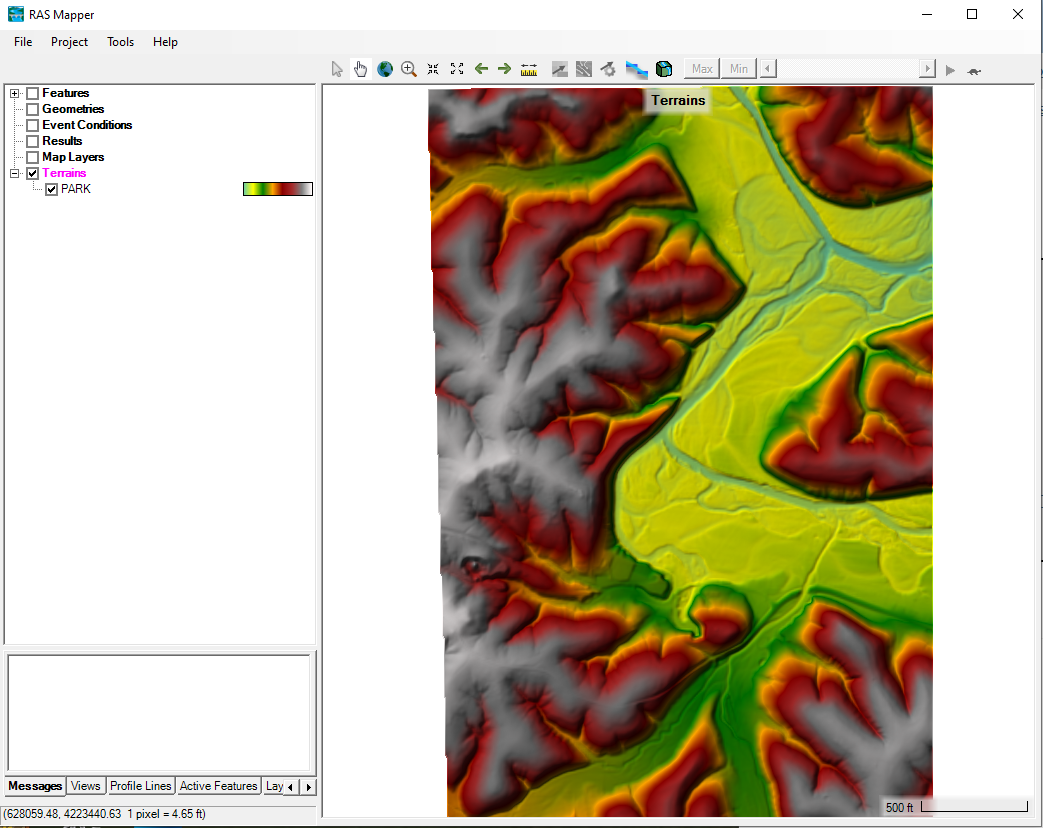 RAS Mapper
File Project Tools Help
Max Min
Features
Geometries
Event Conditions
Results
Map Layers
Terrains
PARK
Terrains
500 ft
Messages Views Profile Lines Active Features Lay
(628059.48, 4223440.63 1 pixel = 4.65 ft)